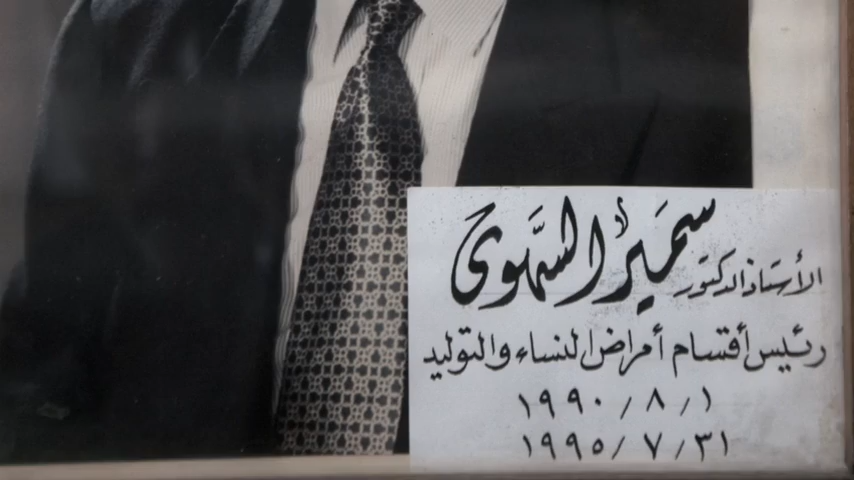 الأستاذ الدكتور سمير السهوى
رئيس أقسام أمراض النساء والتوليد
١٩٩٠/٨/١
١٩٩٥/٧/٣١